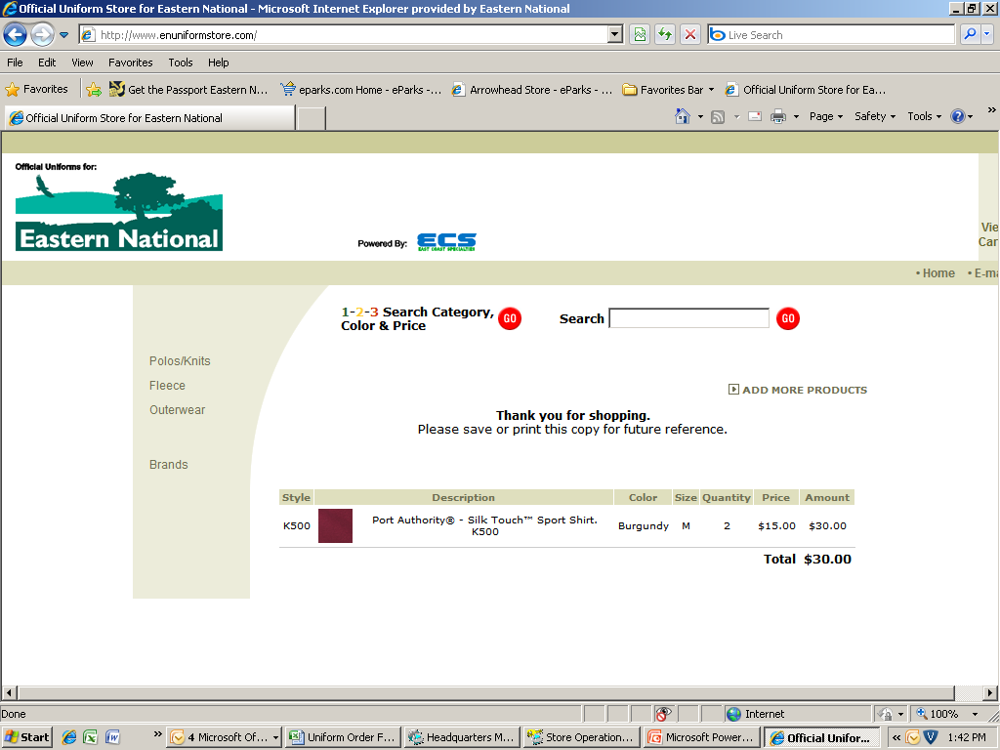 Official Uniform Store for Eastern National - Microsoft Internet Explorer provided by Eastern National
http://www.enuniformstore.com/
Live Search
File Edit View Favorites Tools Help
Favorites Get the Passport Eastern N... eparks.com Home - eParks -... Arrowhead Store - eParks - ... Favorites Bar Official Uniform Store for Ea...
Official Uniform Store for Eastern National
Page Safety Tools »
Official Uniforms for:
Eastern National
Powered By: ECS
EAST COAST SPECIALTIES
Vie
Car
• Home • E-ma
1-2-3 Search Category,
Color & Price GO
Search GO
Polos/Knits
Fleece
Outerwear
Brands
ADD MORE PRODUCTS
Thank you for shopping.
Please save or print this copy for future reference.
Style Description Color Size Quantity Price Amount
K500 Port Authority® - Silk Touch™ Sport Shirt.
K500 Burgundy M 2 $15.00 $30.00
Total $30.00
Done Internet 100%
Start » 4 Microsoft Of... Uniform Order F... Headquarters M... Store Operation... Microsoft Power... Official Unifor... « 1:42 PM